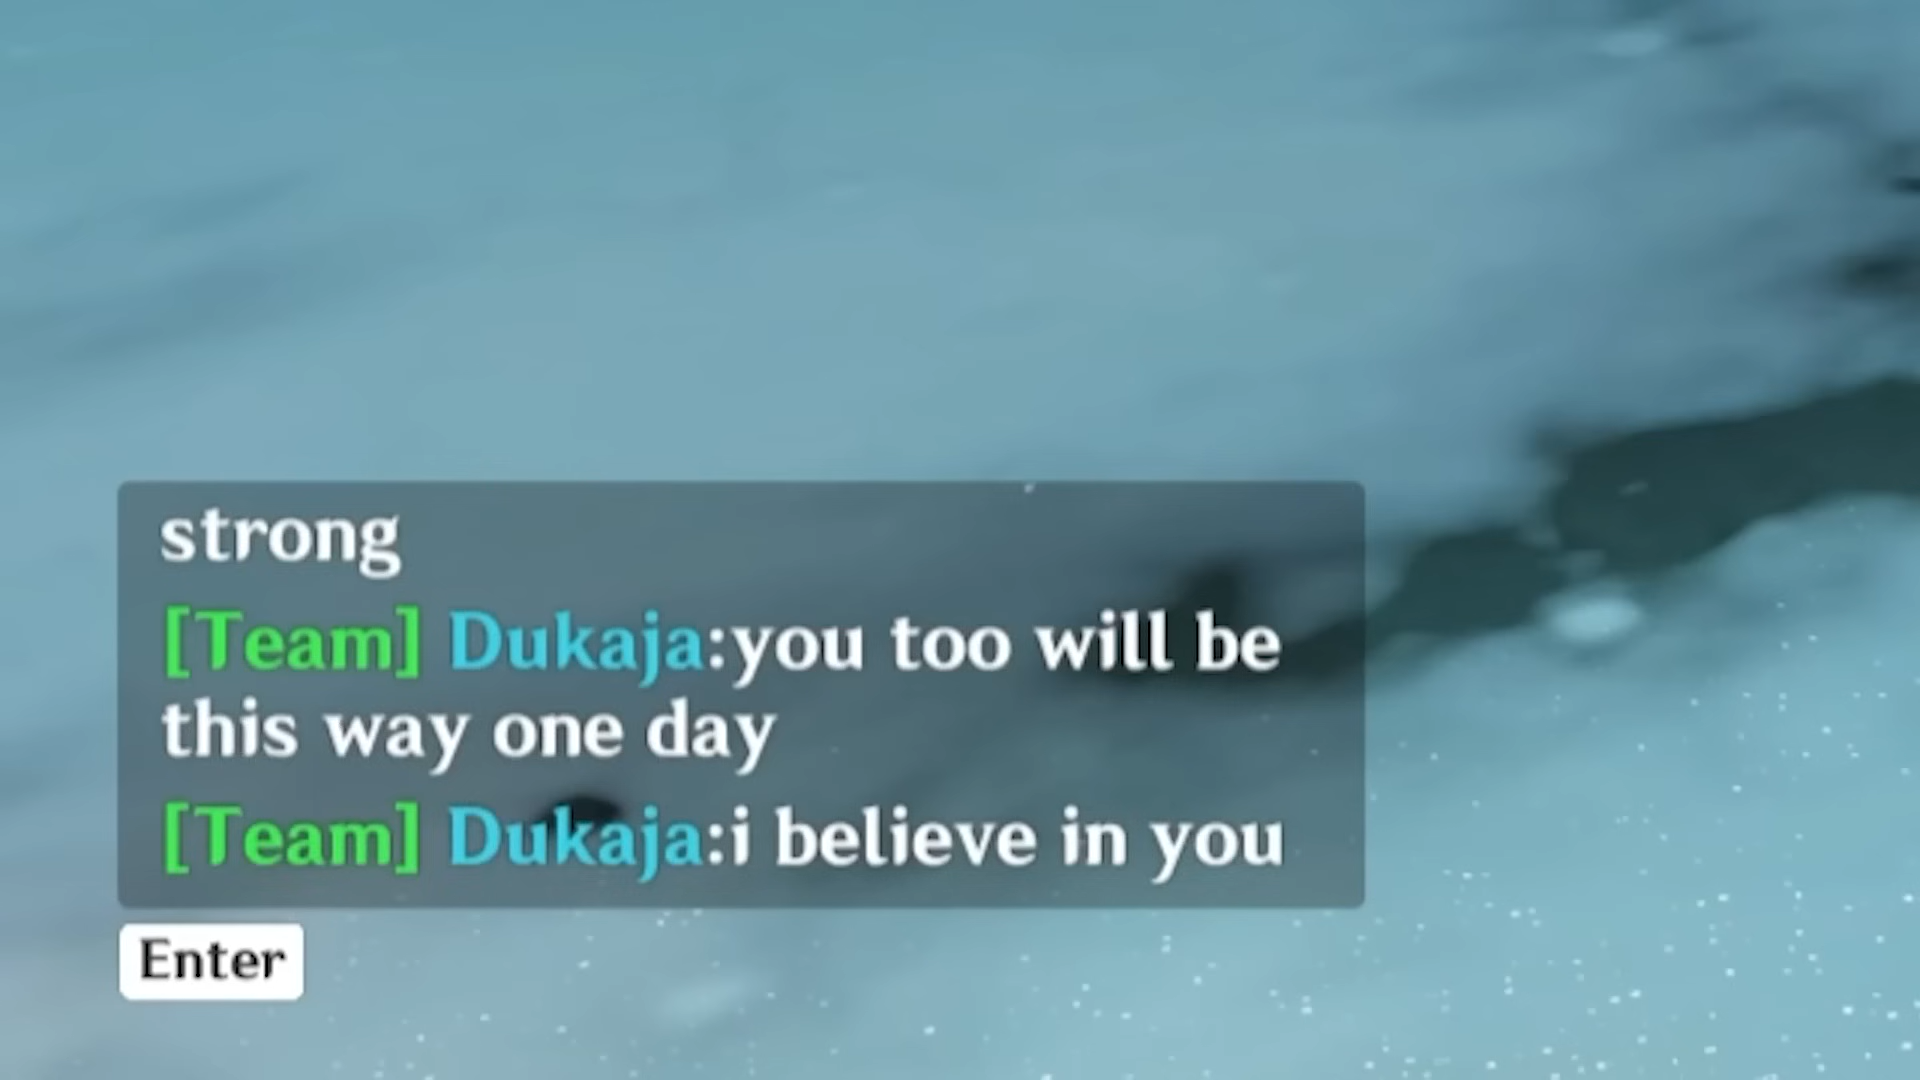 strong
[Team] Dukaja:you too will be
this way one day
[Team] Dukaja:i believe in you
Enter